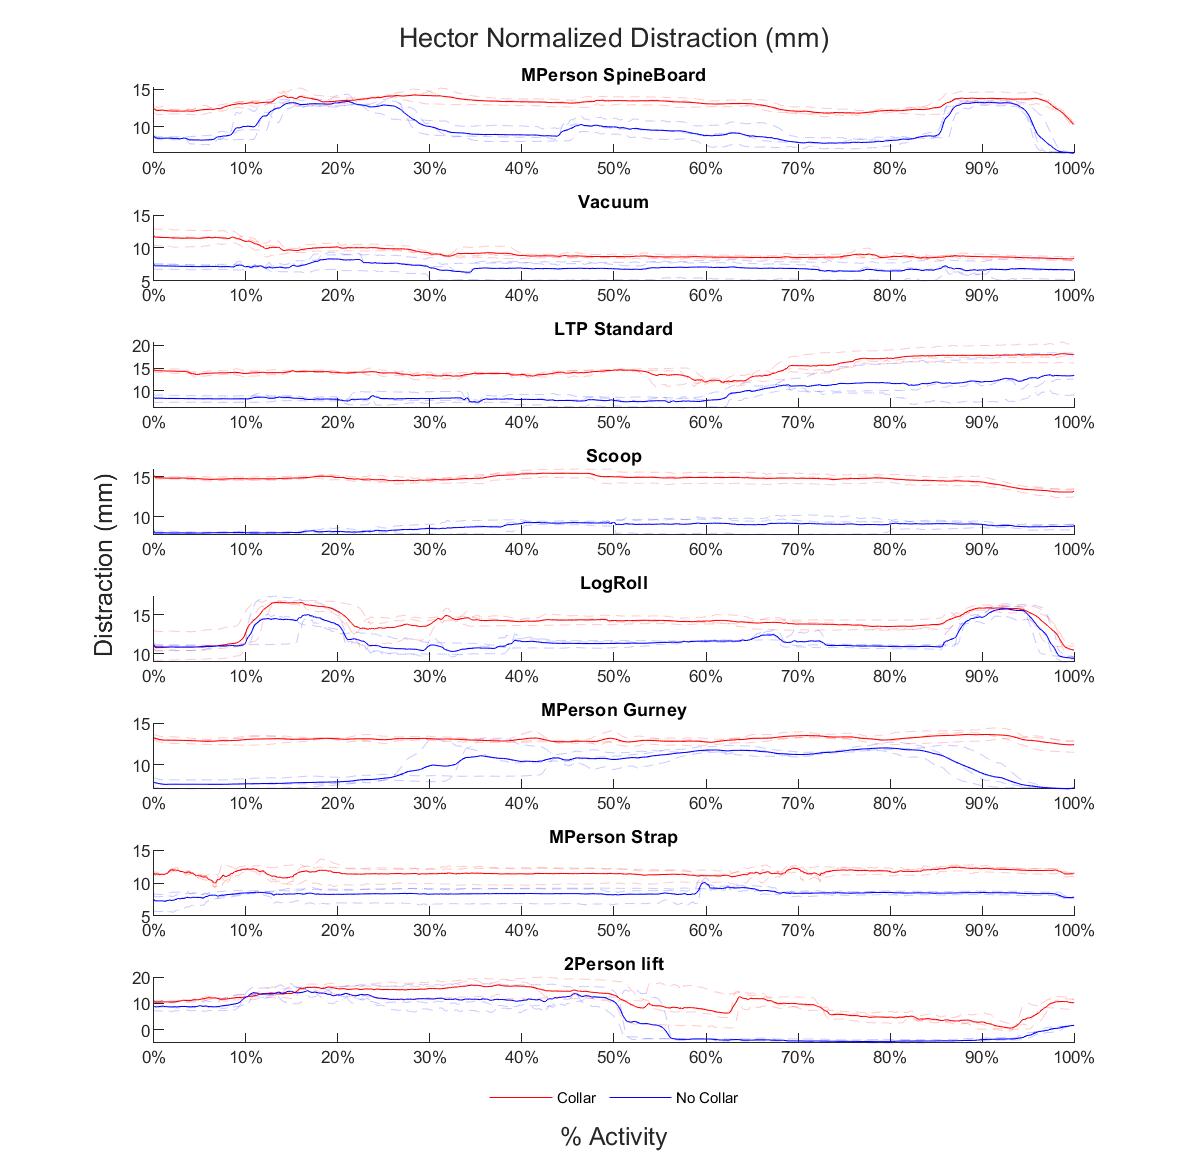 Hector Normalized Distraction (mm)
MPerson SpineBoard
15
10
0% 10% 20% 30% 40% 50% 60% 70% 80% 90% 100%
Vacuum
15
10
5
0% 10% 20% 30% 40% 50% 60% 70% 80% 90% 100%
LTP Standard
20
15
10
0% 10% 20% 30% 40% 50% 60% 70% 80% 90% 100%
Scoop
15
10
0% 10% 20% 30% 40% 50% 60% 70% 80% 90% 100%
Distraction (mm)
LogRoll
15
10
0% 10% 20% 30% 40% 50% 60% 70% 80% 90% 100%
MPerson Gurney
15
10
0% 10% 20% 30% 40% 50% 60% 70% 80% 90% 100%
MPerson Strap
15
10
5
0% 10% 20% 30% 40% 50% 60% 70% 80% 90% 100%
2Person lift
20
10
0
0% 10% 20% 30% 40% 50% 60% 70% 80% 90% 100%
Collar No Collar
% Activity